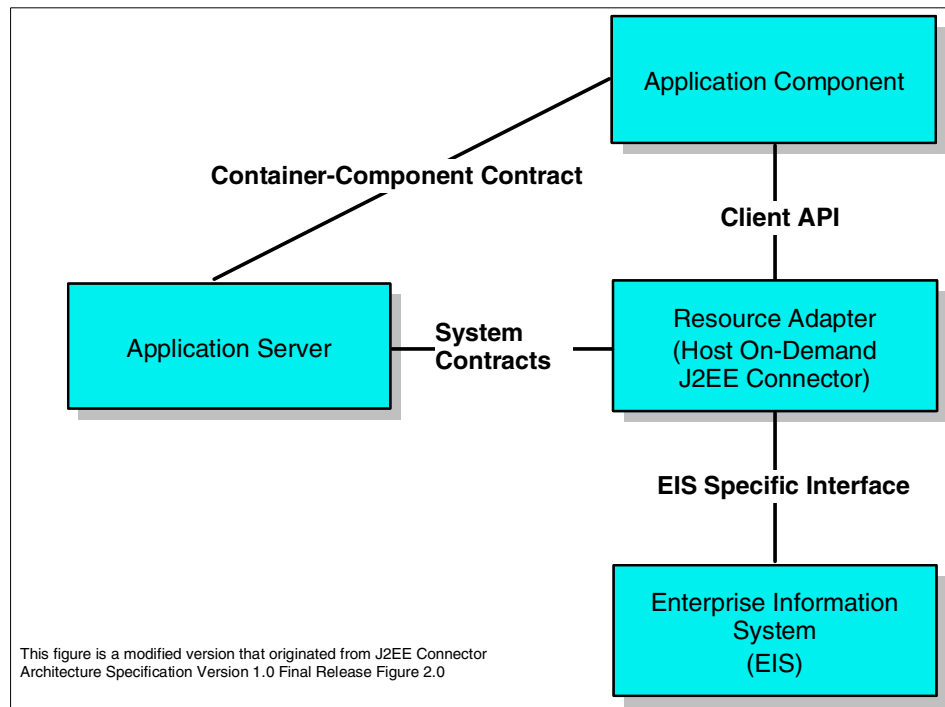 Application Component
Container-Component Contract
Client API
Application Server
System
Contracts
Resource Adapter
(Host On-Demand
J2EE Connector)
EIS Specific Interface
Enterprise Information
System
(EIS)
This figure is a modified version that originated from J2EE Connector
Architecture Specification Version 1.0 Final Release Figure 2.0